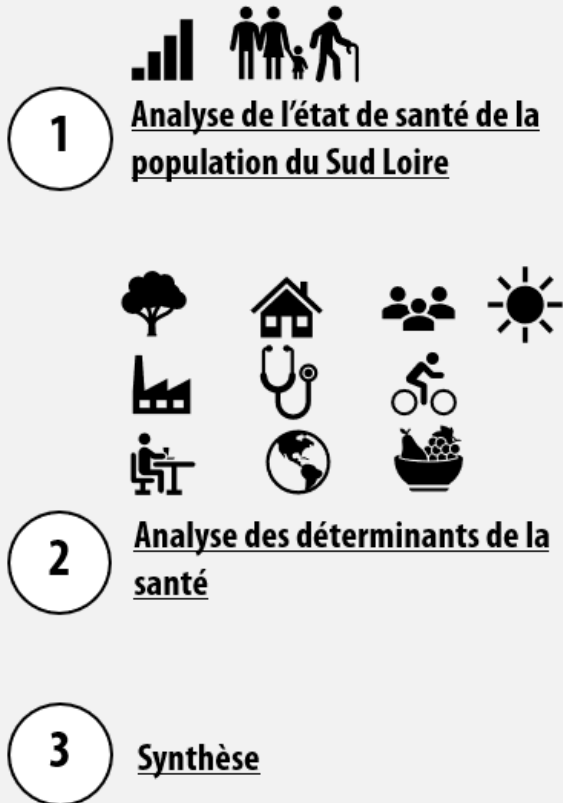 1
Analyse de l'état de santé de la
population du Sud Loire
2
Analyse des déterminants de la
santé
3
Synthèse